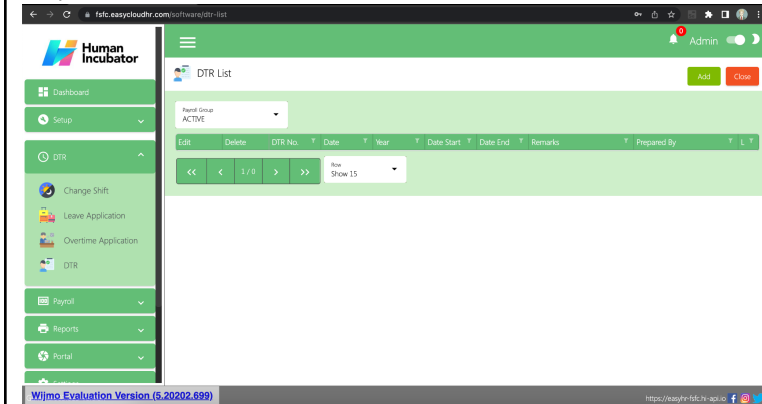 fsfc.easycloudhr.com/software/dtr-list
Human
Incubator
0
Admin
DTR List
Add
Close
Dashboard
Setup
Payroll Group
ACTIVE
Edit Delete DTR No. Date Year Date Start Date End Remarks Prepared By L
DTR
<< < 1 / 0 > >>
Row
Show 15
Change Shift
Leave Application
Overtime Application
DTR
Payroll
Reports
Portal
Wijmo Evaluation Version (5.20202.699)
https://easyhr-fsfc.hi-api.io